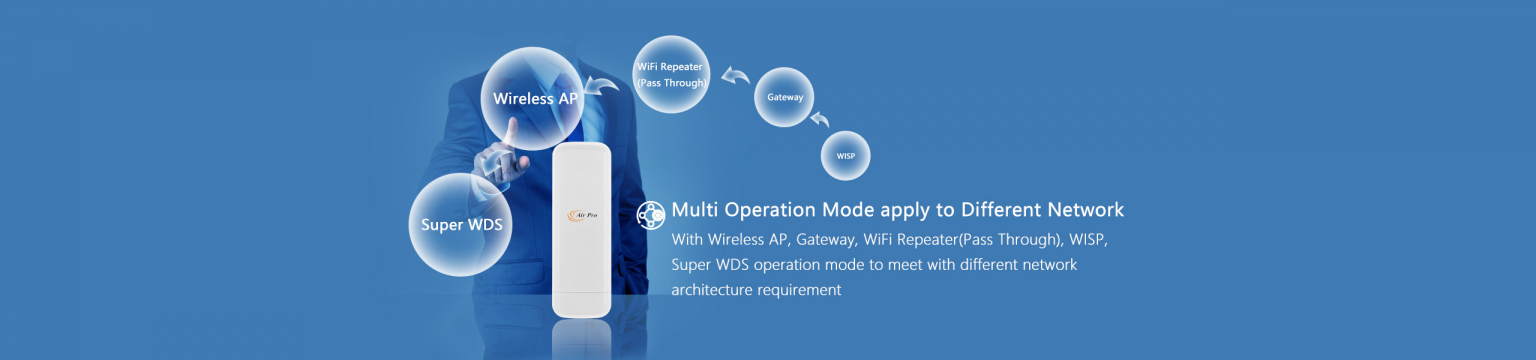 WiFi Repeater
(Pass Through)
Wireless AP
Gateway
WISP
Super WDS
Air Pro
Multi Operation Mode apply to Different Network
With Wireless AP, Gateway, WiFi Repeater(Pass Through), WISP,
Super WDS operation mode to meet with different network
architecture requirement